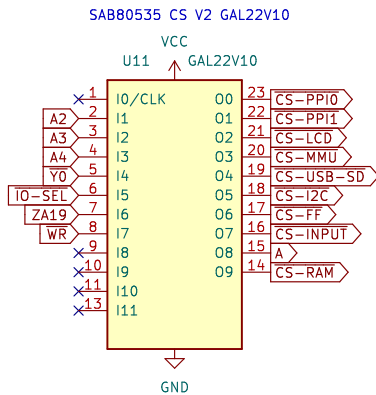 SAB80535 CS V2 GAL22V10
VCC
U11 GAL22V10
1 I0/CLK O0 23 CS-PPI0
A2 2 I1 O1 22 CS-PPI1
A3 3 I2 O2 21 CS-LCD
A4 4 I3 O3 20 CS-MMU
Y0 5 I4 O4 19 CS-USB-SD
IO-SEL 6 I5 O5 18 CS-I2C
ZA19 7 I6 O6 17 CS-FF
WR 8 I7 O7 16 CS-INPUT
9 I8 O8 15 A
10 I9 O9 14 CS-RAM
11 I10
13 I11
GND